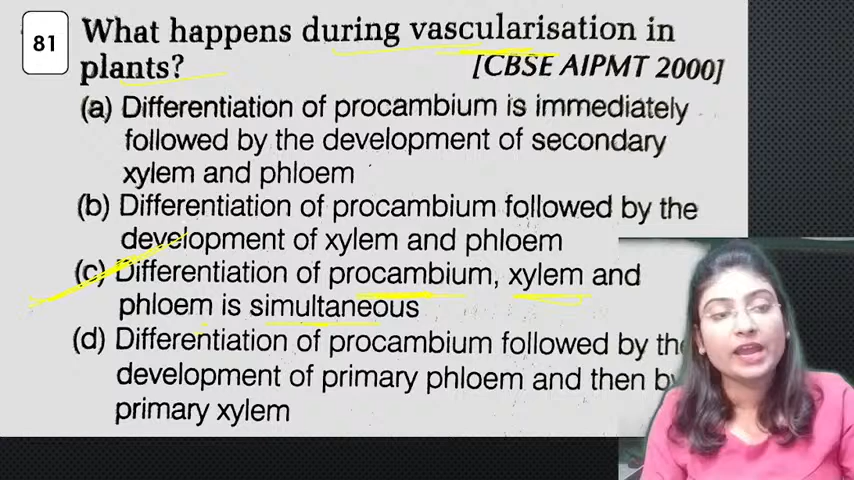 81
What happens during vascularisation in
plants? [CBSE AIPMT 2000]
(a) Differentiation of procambium is immediately
followed by the development of secondary
xylem and phloem
(b) Differentiation of procambium followed by the
development of xylem and phloem
(c) Differentiation of procambium, xylem and
phloem is simultaneous
(d) Differentiation of procambium followed by the
development of primary phloem and then by
primary xylem